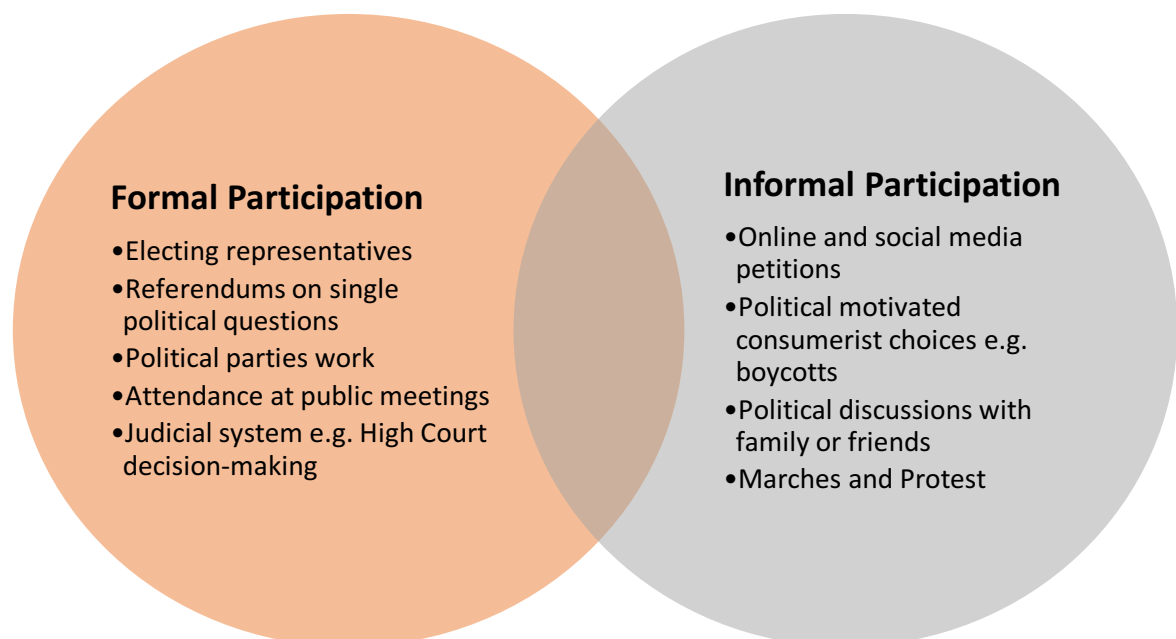 Formal Participation
•Electing representatives
•Referendums on single
political questions
•Political parties work
•Attendance at public meetings
•Judicial system e.g. High Court
decision-making
Informal Participation
•Online and social media
petitions
•Political motivated
consumerist choices e.g.
boycotts
•Political discussions with
family or friends
•Marches and Protest